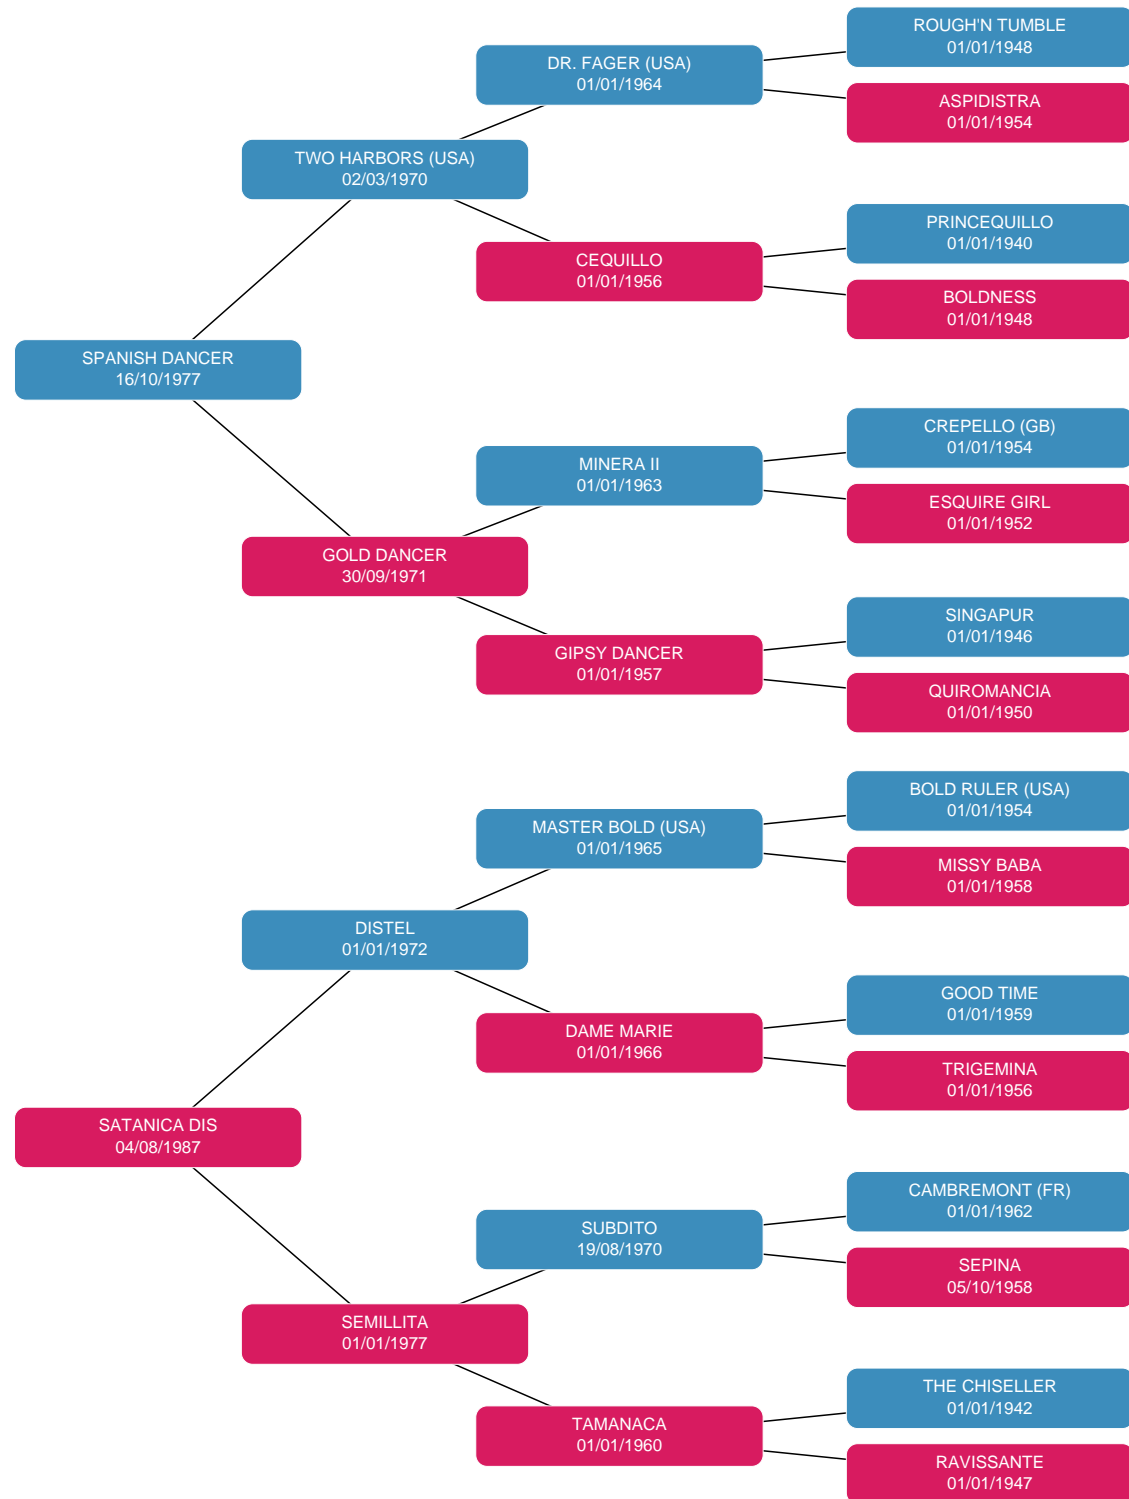 ROUGH'N TUMBLE
01/01/1948
DR. FAGER (USA)
01/01/1964
ASPIDISTRA
01/01/1954
TWO HARBORS (USA)
02/03/1970
PRINCEQUILLO
01/01/1940
CEQUILLO
01/01/1956
BOLDNESS
01/01/1948
SPANISH DANCER
16/10/1977
CREPELLO (GB)
01/01/1954
MINERA II
01/01/1963
ESQUIRE GIRL
01/01/1952
GOLD DANCER
30/09/1971
SINGAPUR
01/01/1946
GIPSY DANCER
01/01/1957
QUIROMANCIA
01/01/1950
BOLD RULER (USA)
01/01/1954
MASTER BOLD (USA)
01/01/1965
MISSY BABA
01/01/1958
DISTEL
01/01/1972
GOOD TIME
01/01/1959
DAME MARIE
01/01/1966
TRIGEMINA
01/01/1956
SATANICA DIS
04/08/1987
CAMBREMONT (FR)
01/01/1962
SUBDITO
19/08/1970
SEPINA
05/10/1958
SEMILLITA
01/01/1977
THE CHISELLER
01/01/1942
TAMANACA
01/01/1960
RAVISSANTE
01/01/1947